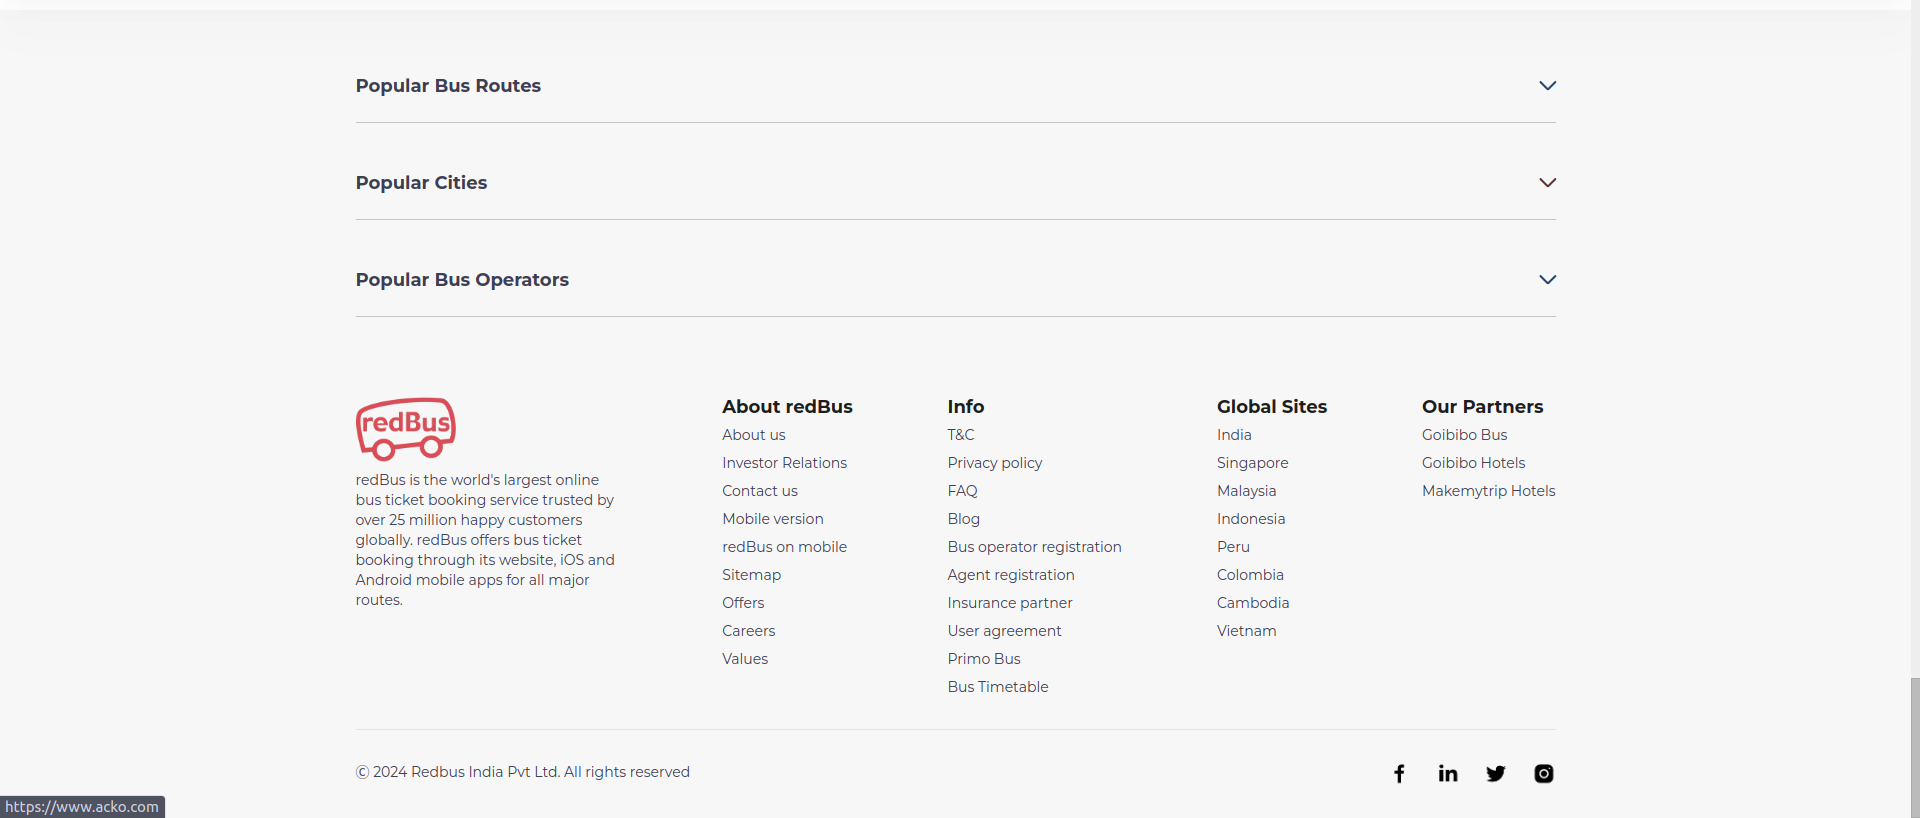 Popular Bus Routes
Popular Cities
Popular Bus Operators
redBus
redBus is the world's largest online
bus ticket booking service trusted by
over 25 million happy customers
globally. redBus offers bus ticket
booking through its website, iOS and
Android mobile apps for all major
routes.
About redBus
About us
Investor Relations
Contact us
Mobile version
redBus on mobile
Sitemap
Offers
Careers
Values
Info
T&C
Privacy policy
FAQ
Blog
Bus operator registration
Agent registration
Insurance partner
User agreement
Primo Bus
Bus Timetable
Global Sites
India
Singapore
Malaysia
Indonesia
Peru
Colombia
Cambodia
Vietnam
Our Partners
Goibibo Bus
Goibibo Hotels
Makemytrip Hotels
© 2024 Redbus India Pvt Ltd. All rights reserved
https://www.acko.com